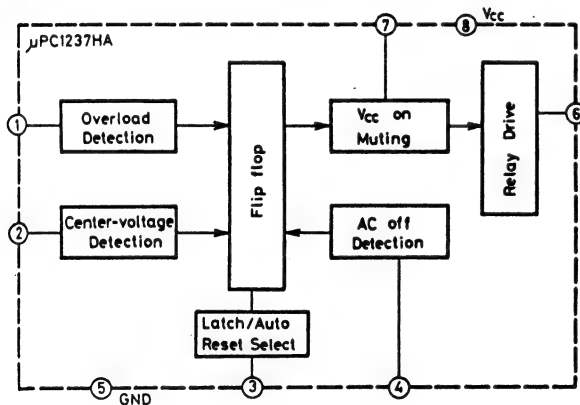 μPC1237HA
7
8
Vcc
1
Overload
Detection
Flip flop
Vcc on
Muting
Relay Drive
6
2
Center-voltage
Detection
AC off
Detection
Latch/Auto
Reset Select
5
GND
3
4